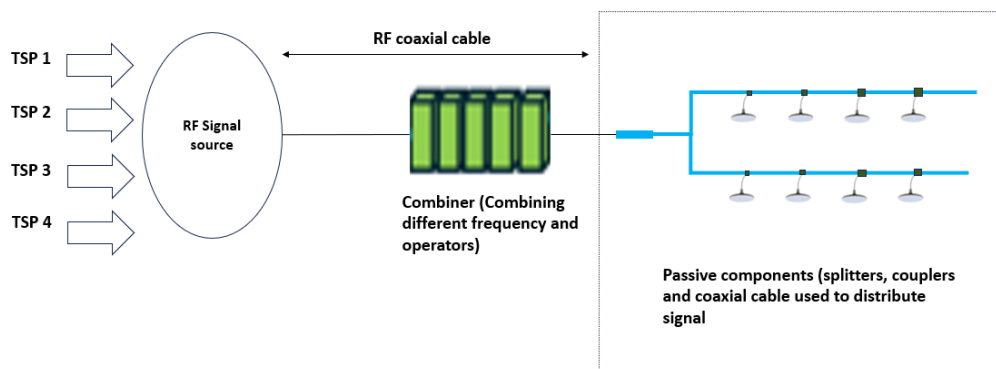 TSP 1
TSP 2
TSP 3
TSP 4
RF Signal
source
RF coaxial cable
Combiner (Combining
different frequency and
operators)
Passive components (splitters, couplers
and coaxial cable used to distribute
signal